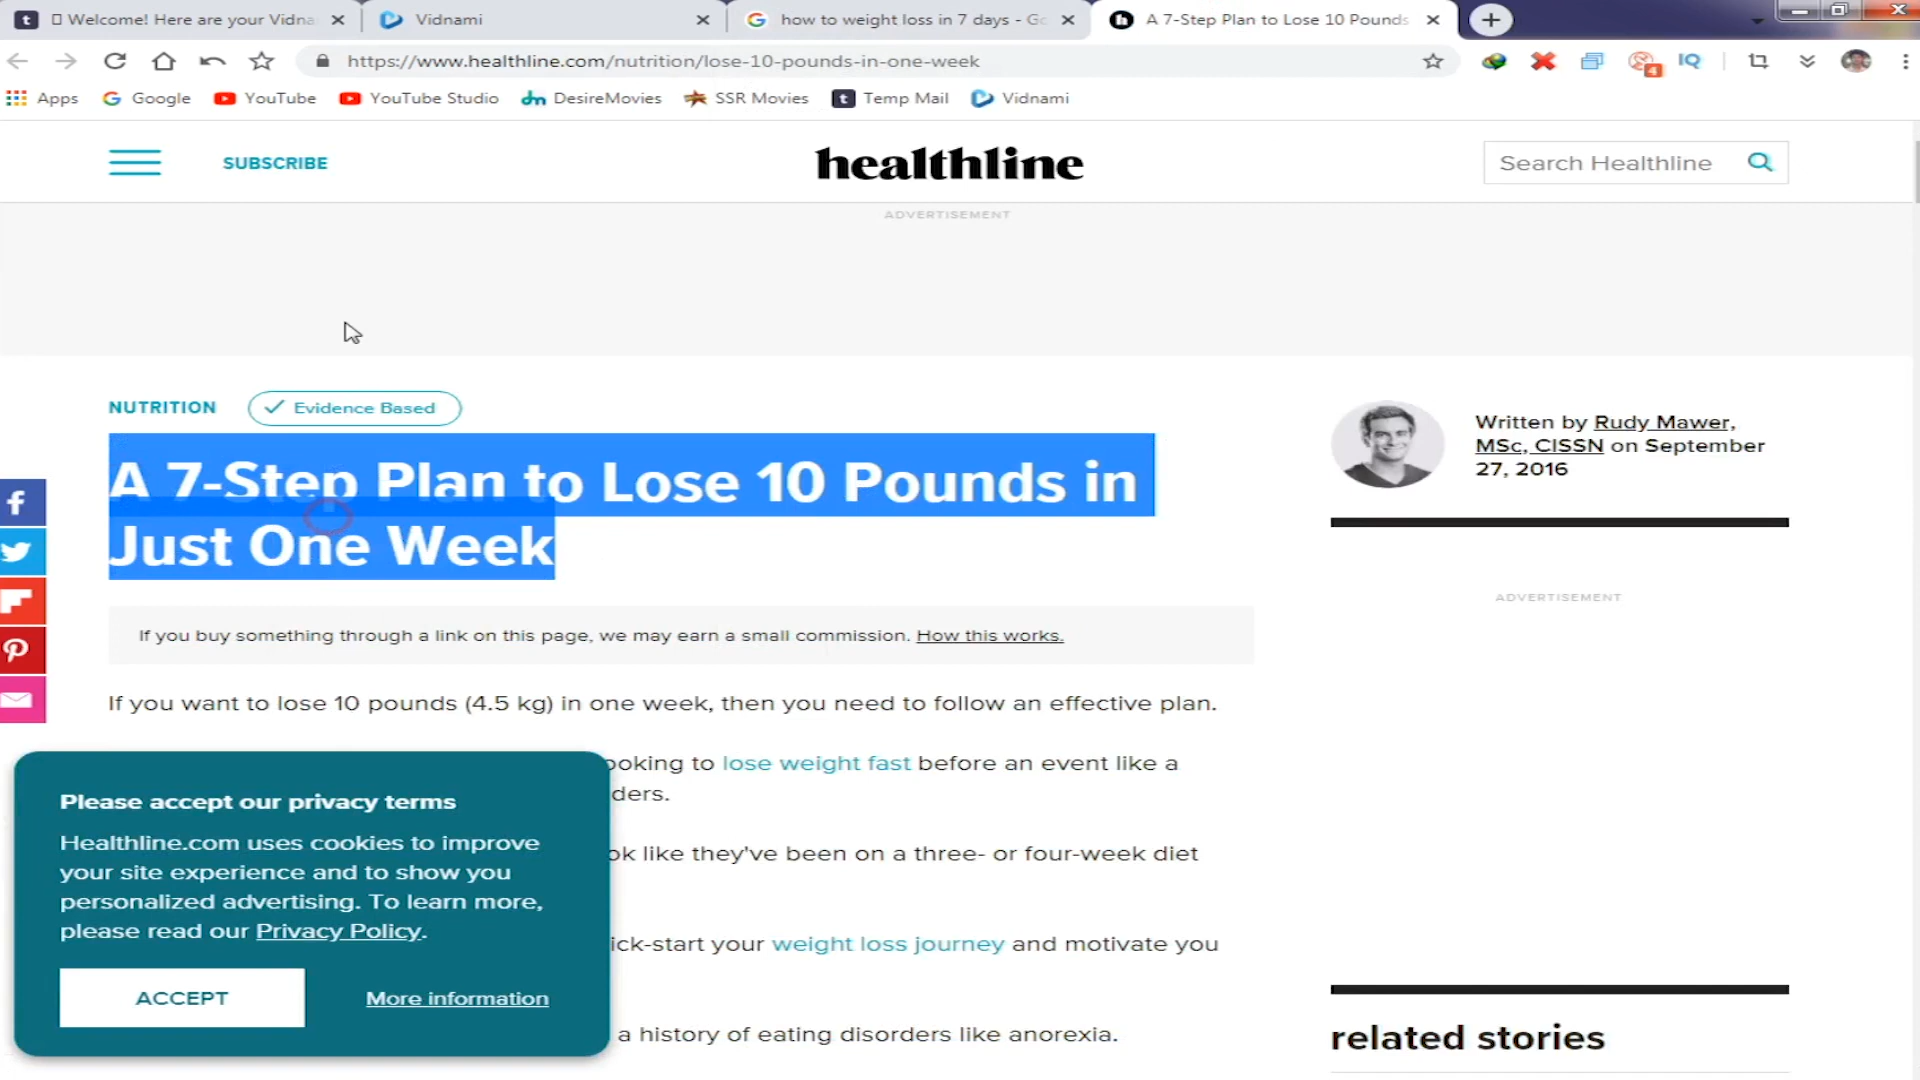 Welcome! Here are your Vidna
Vidnami
how to weight loss in 7 days - Go
A 7-Step Plan to Lose 10 Pounds
https://www.healthline.com/nutrition/lose-10-pounds-in-one-week
4
IQ
Apps
Google
YouTube
YouTube Studio
DesireMovies
SSR Movies
Temp Mail
Vidnami
SUBSCRIBE
healthline
Search Healthline
ADVERTISEMENT
NUTRITION
Evidence Based
A 7-Step Plan to Lose 10 Pounds in
Just One Week
Written by Rudy Mawer,
MSc, CISSN on September
27, 2016
ADVERTISEMENT
If you buy something through a link on this page, we may earn a small commission. How this works.
If you want to lose 10 pounds (4.5 kg) in one week, then you need to follow an effective plan.
ooking to lose weight fast before an event like a
ders.
ok like they've been on a three- or four-week diet
ick-start your weight loss journey and motivate you
a history of eating disorders like anorexia.
Please accept our privacy terms
Healthline.com uses cookies to improve
your site experience and to show you
personalized advertising. To learn more,
please read our Privacy Policy.
ACCEPT
More information
related stories